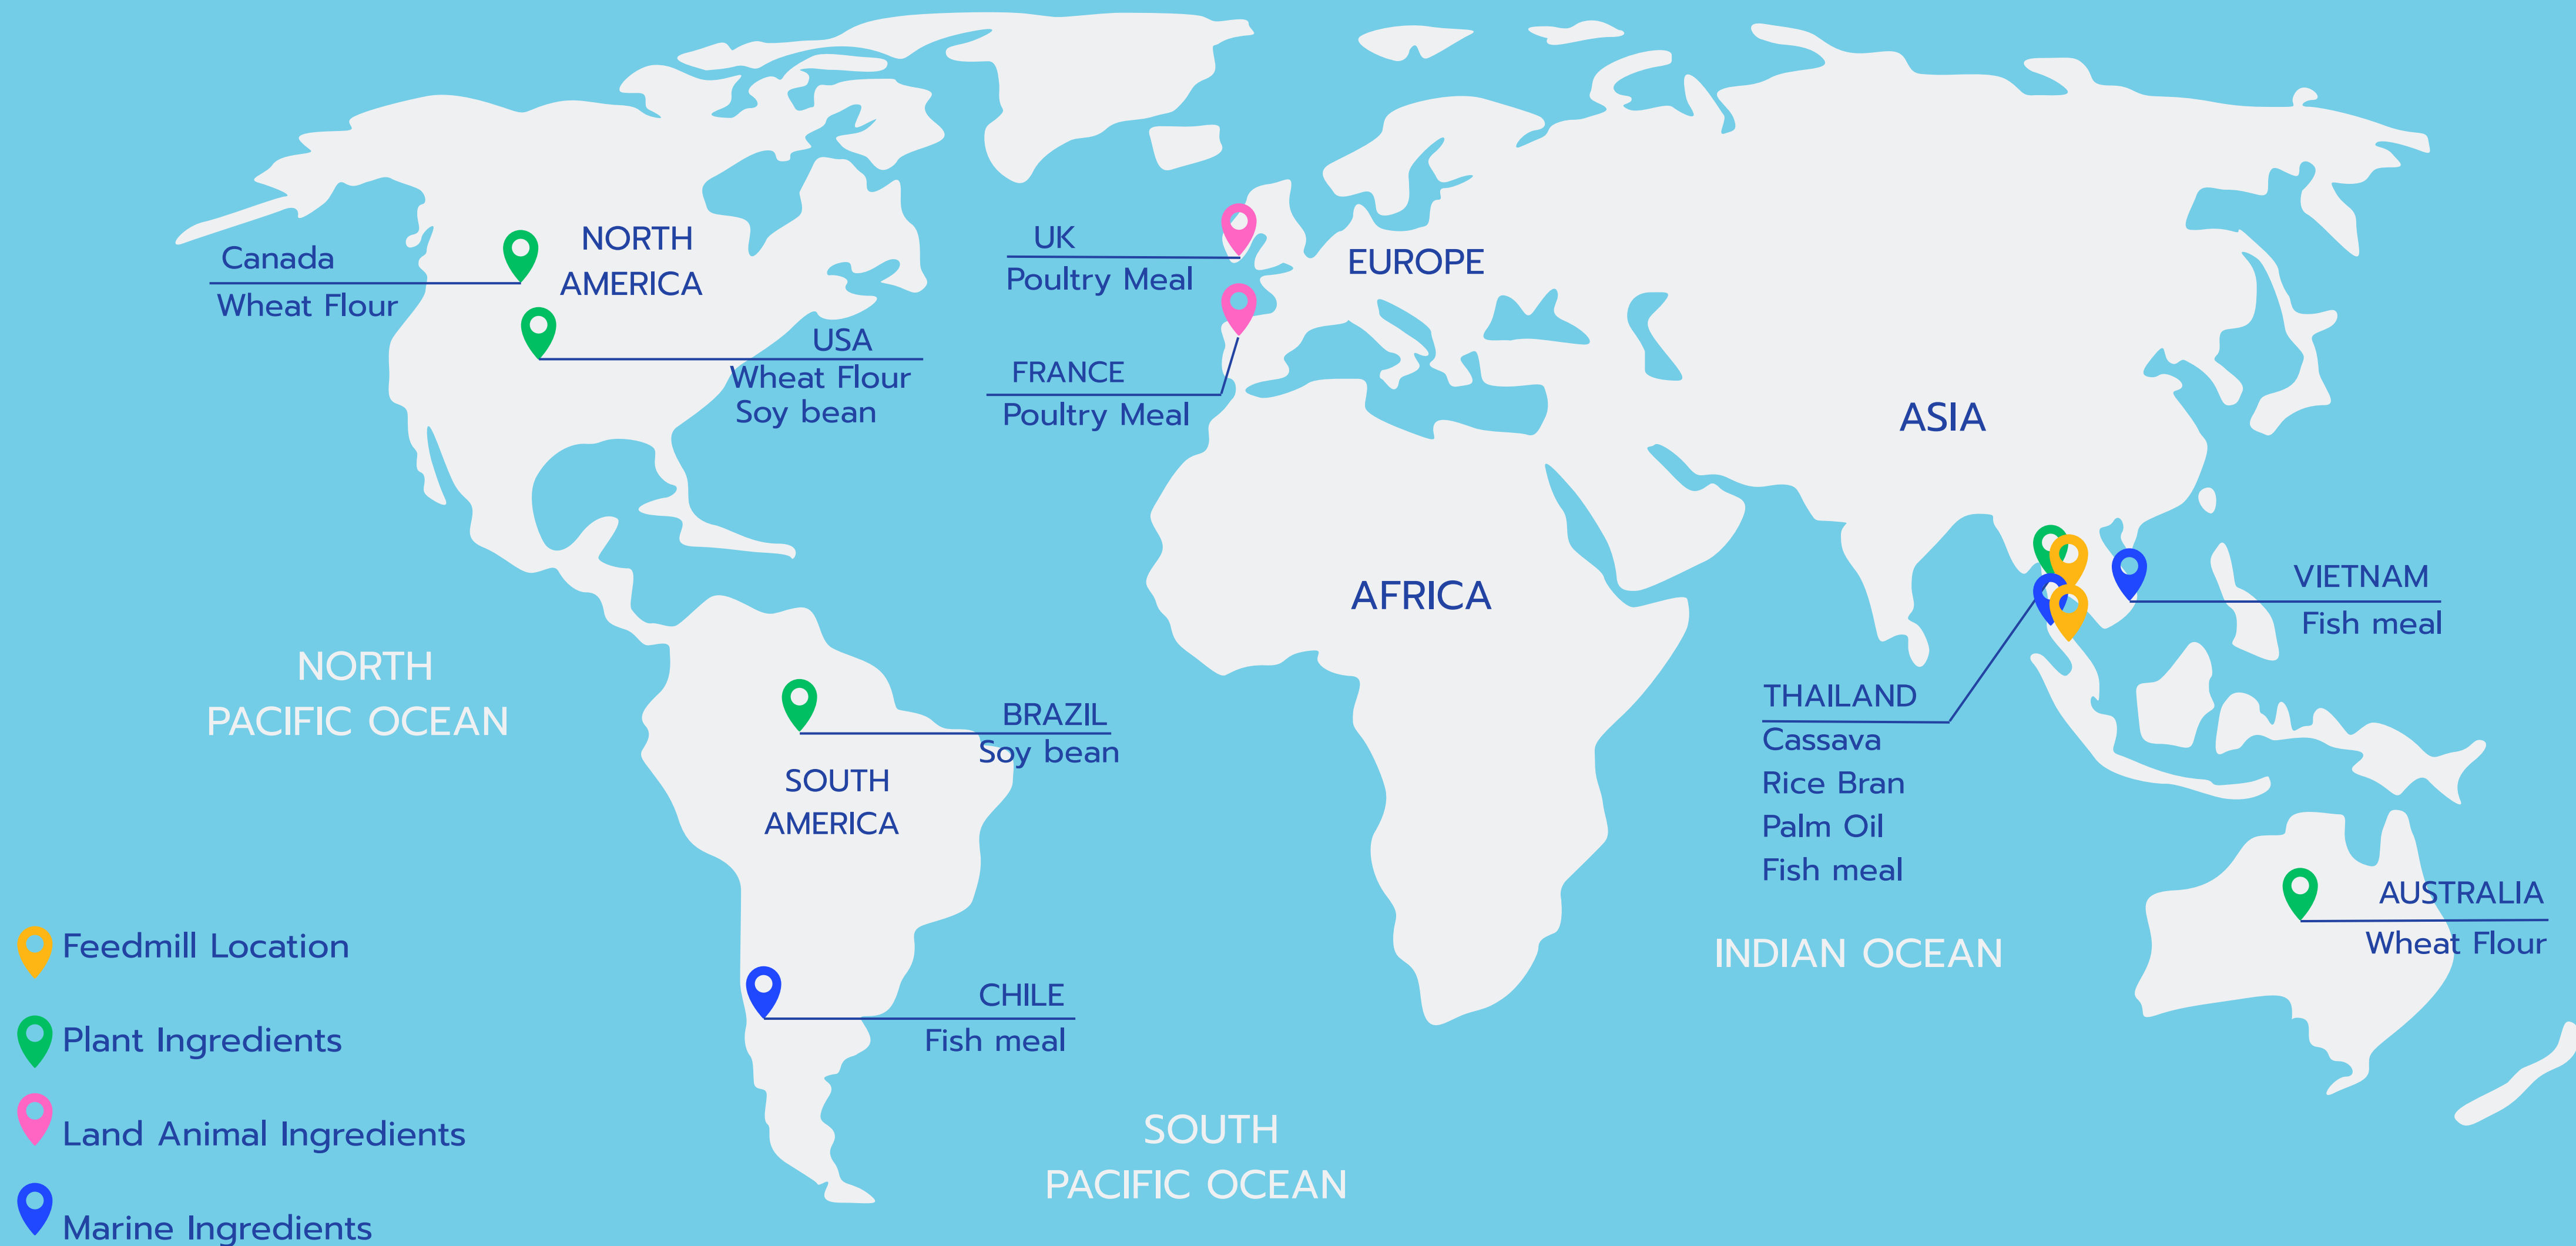 Canada
Wheat Flour
NORTH
AMERICA
USA
Wheat Flour
Soy bean
UK
Poultry Meal
FRANCE
Poultry Meal
EUROPE
ASIA
AFRICA
VIETNAM
Fish meal
THAILAND
Cassava
Rice Bran
Palm Oil
Fish meal
NORTH
PACIFIC OCEAN
BRAZIL
Soy bean
SOUTH
AMERICA
CHILE
Fish meal
INDIAN OCEAN
AUSTRALIA
Wheat Flour
SOUTH
PACIFIC OCEAN
Feedmill Location
Plant Ingredients
Land Animal Ingredients
Marine Ingredients